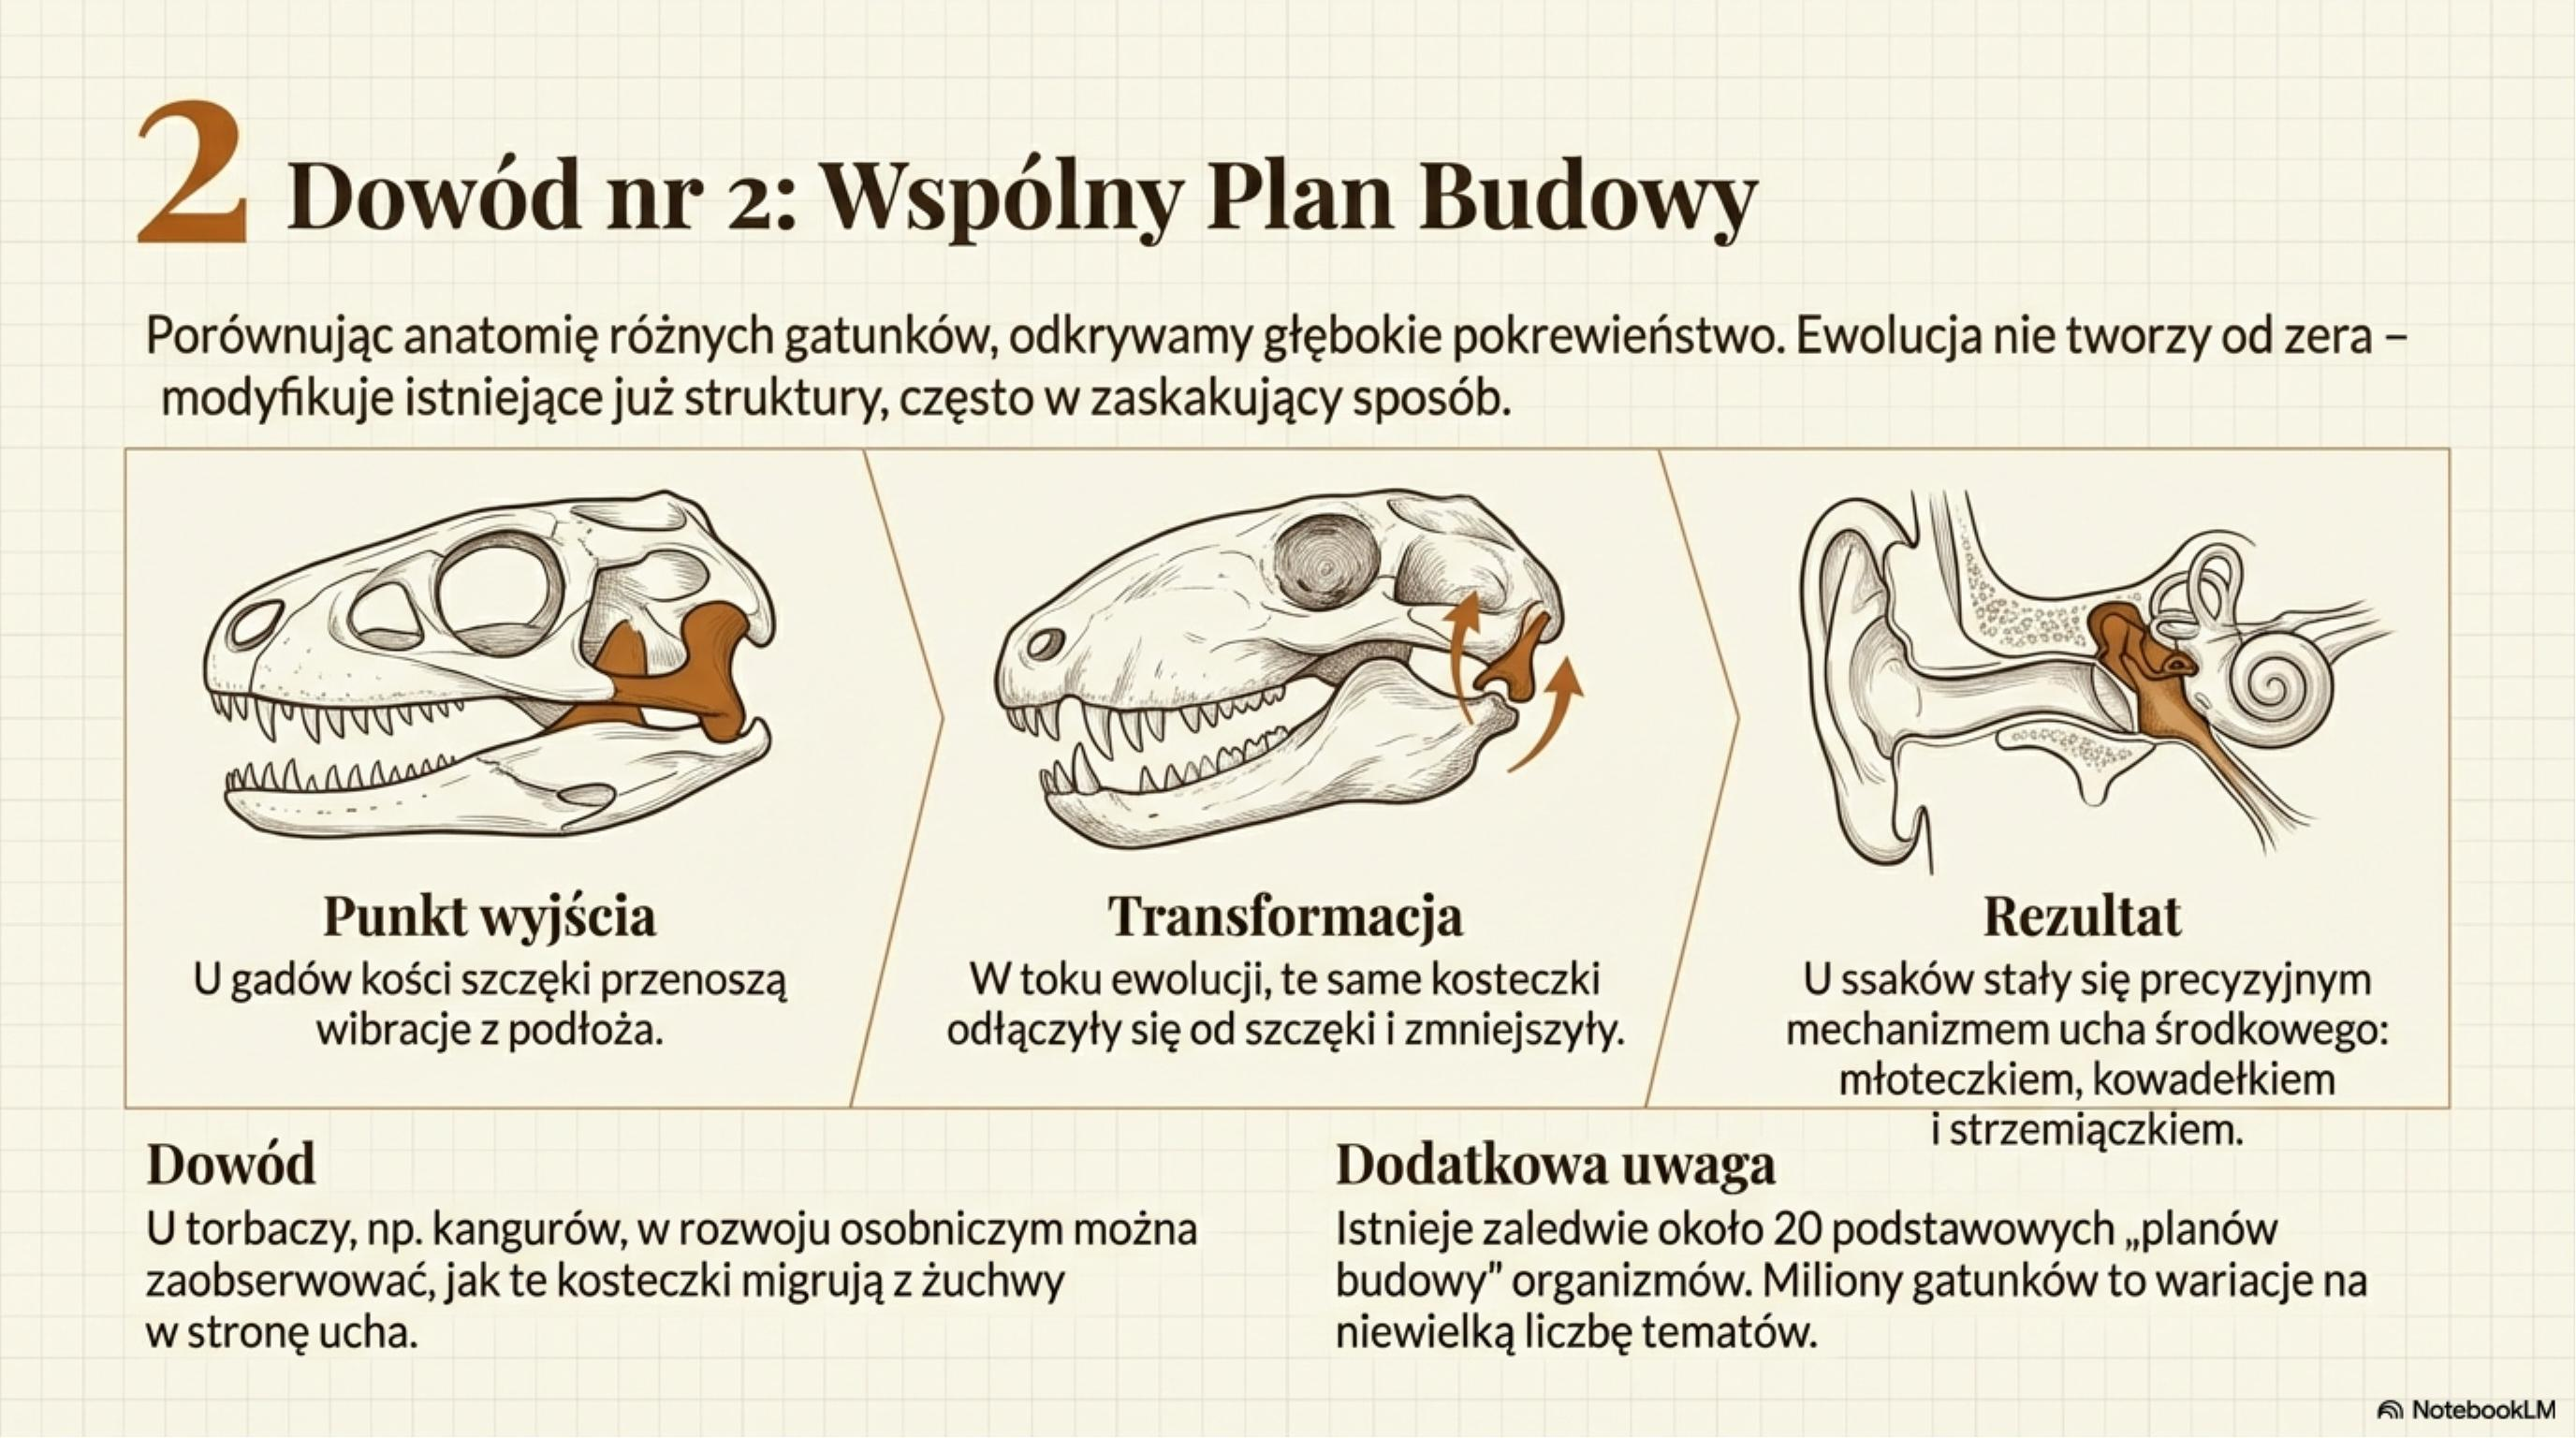 2
Dowód nr 2: Wspólny Plan Budowy
Porównując anatomię różnych gatunków, odkrywamy głębokie pokrewieństwo. Ewolucja nie tworzy od zera –
modyfikuje istniejące już struktury, często w zaskakujący sposób.
Punkt wyjścia
U gadów kości szczęki przenoszą
wibracje z podłoża.
Transformacja
W toku ewolucji, te same kosteczki
odłączyły się od szczęki i zmniejszyły.
Rezultat
U ssaków stały się precyzyjnym
mechanizmem ucha środkowego:
młoteczkiem, kowadełkiem
i strzemiączkiem.
Dowód
U torbaczy, np. kangurów, w rozwoju osobniczym można
zaobserwować, jak te kosteczki migrują z żuchwy
w stronę ucha.
Dodatkowa uwaga
Istnieje zaledwie około 20 podstawowych „planów
budowy” organizmów. Miliony gatunków to wariacje na
niewielką liczbę tematów.
NotebookLM